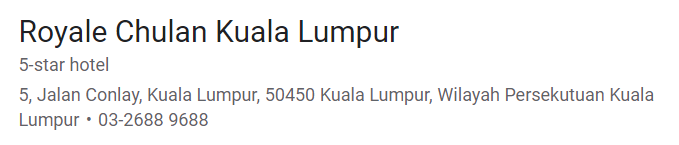 Royale Chulan Kuala Lumpur
5-star hotel
5, Jalan Conlay, Kuala Lumpur, 50450 Kuala Lumpur, Wilayah Persekutuan Kuala
Lumpur • 03-2688 9688